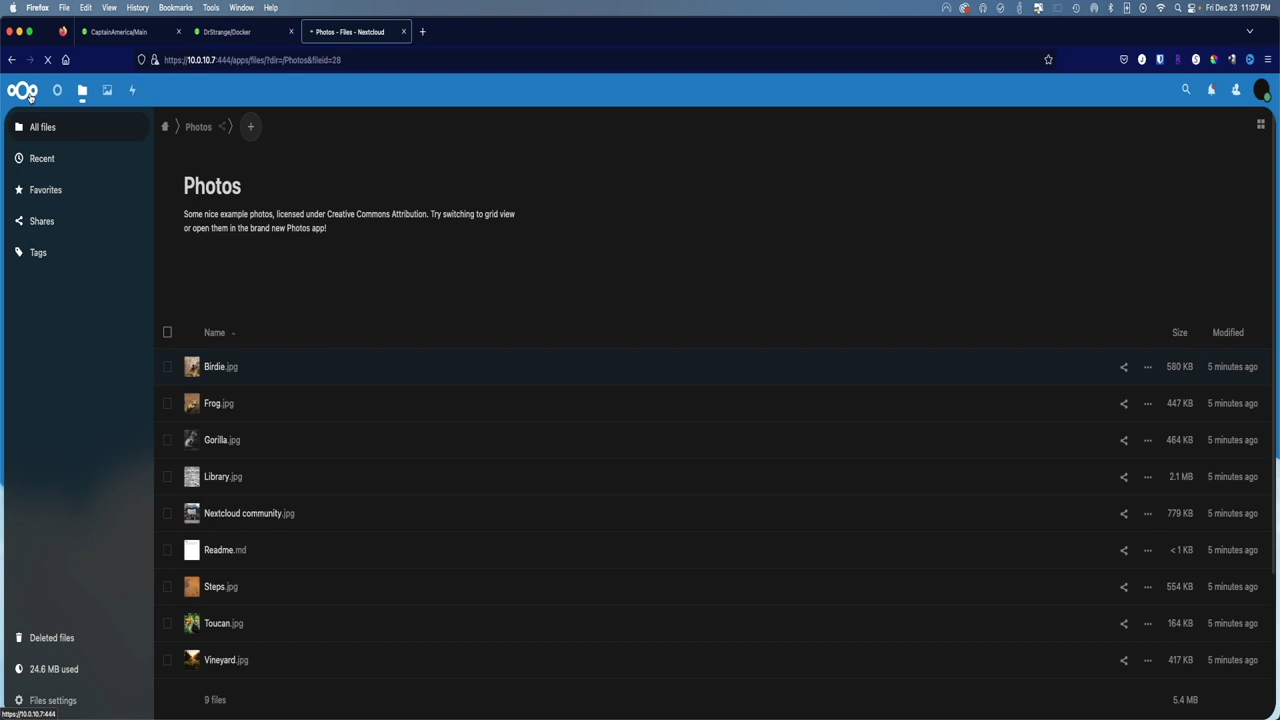 Firefox File Edit View History Bookmarks Tools Window Help Fri Dec 23 11:07 PM
CaptainAmerica/Main DrStrange/Docker Photos - Files - Nextcloud
https://10.0.10.7:444/apps/files/?dir=/Photos&fileid=28
All files
Recent
Favorites
Shares
Tags
Deleted files
24.6 MB used
Files settings
https://10.0.10.7:444
Photos
Photos
Some nice example photos, licensed under Creative Commons Attribution. Try switching to grid view
or open them in the brand new Photos app!
Name Size Modified
Birdie.jpg 580 KB 5 minutes ago
Frog.jpg 447 KB 5 minutes ago
Gorilla.jpg 464 KB 5 minutes ago
Library.jpg 2.1 MB 5 minutes ago
Nextcloud community.jpg 779 KB 5 minutes ago
Readme.md < 1 KB 5 minutes ago
Steps.jpg 554 KB 5 minutes ago
Toucan.jpg 164 KB 5 minutes ago
Vineyard.jpg 417 KB 5 minutes ago
9 files 5.4 MB